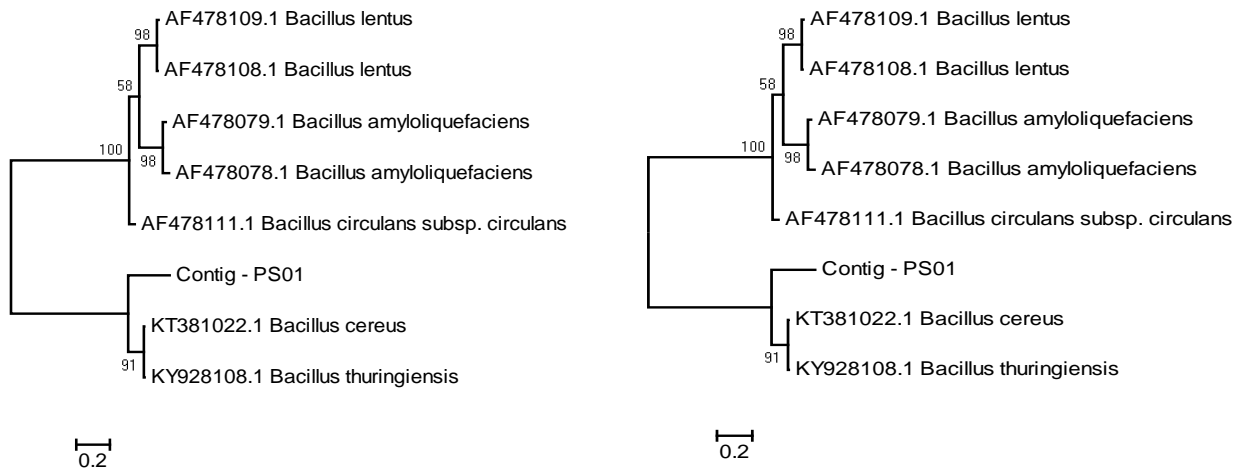 AF478109.1 Bacillus lentus
98
AF478108.1 Bacillus lentus
58
AF478079.1 Bacillus amyloliquefaciens
100
98
AF478078.1 Bacillus amyloliquefaciens
AF478111.1 Bacillus circulans subsp. circulans
Contig - PS01
KT381022.1 Bacillus cereus
91
KY928108.1 Bacillus thuringiensis
0.2
AF478109.1 Bacillus lentus
98
AF478108.1 Bacillus lentus
58
AF478079.1 Bacillus amyloliquefaciens
100
98
AF478078.1 Bacillus amyloliquefaciens
AF478111.1 Bacillus circulans subsp. circulans
Contig - PS01
KT381022.1 Bacillus cereus
91
KY928108.1 Bacillus thuringiensis
0.2